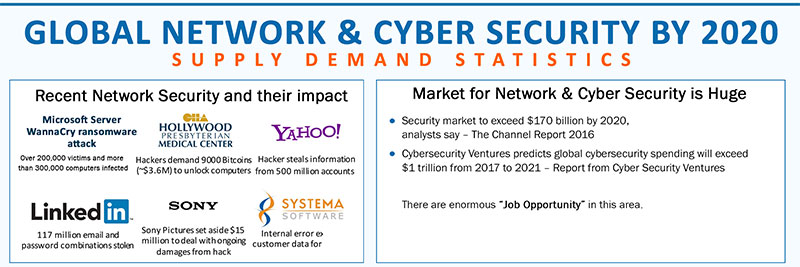 GLOBAL NETWORK & CYBER SECURITY BY 2020
SUPPLY DEMAND STATISTICS
Recent Network Security and their impact
Microsoft Server
WannaCry ransomware
attack
Over 200,000 victims and more
than 300,000 computers infected
HOLLYWOOD
PRESBYTERIAN
MEDICAL CENTER
Hackers demand 9000 Bitcoins
(~$3.6M) to unlock computers
YAHOO!
Hacker steals information
from 500 million accounts
Linked in
117 million email and
password combinations stolen
SONY
Sony Pictures set aside $15
million to deal with ongoing
damages from hack
SYSTEMA
SOFTWARE
Internal error
customer data for
Market for Network & Cyber Security is Huge
• Security market to exceed $170 billion by 2020,
analysts say – The Channel Report 2016
• Cybersecurity Ventures predicts global cybersecurity spending will exceed
$1 trillion from 2017 to 2021 – Report from Cyber Security Ventures
There are enormous "Job Opportunity" in this area.